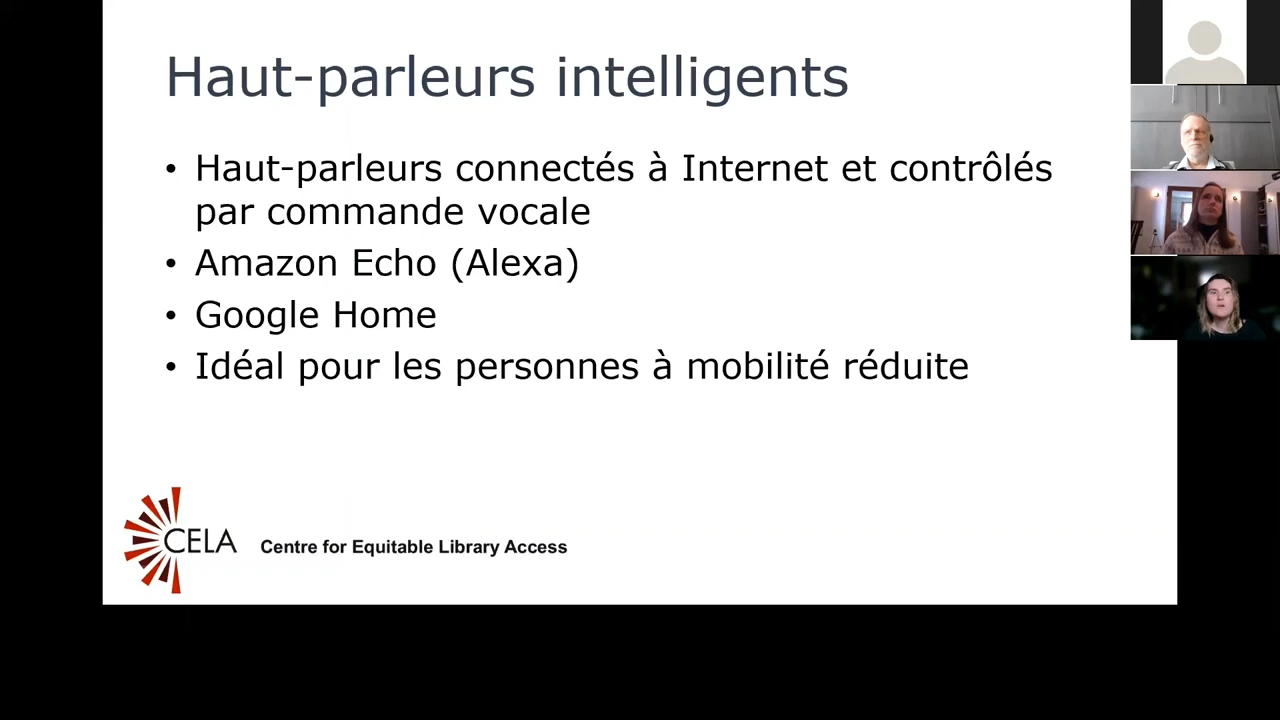 Haut-parleurs intelligents
• Haut-parleurs connectés à Internet et contrôlés
par commande vocale
• Amazon Echo (Alexa)
• Google Home
• Idéal pour les personnes à mobilité réduite
CELA
Centre for Equitable Library Access